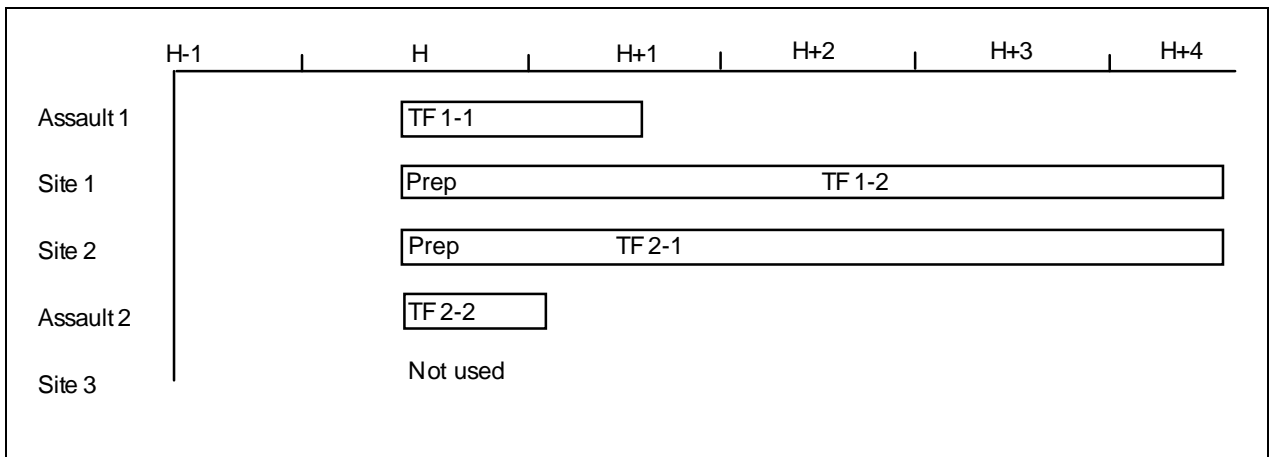 H-1 H H+1 H+2 H+3 H+4
Assault 1 TF 1-1
Site 1 Prep TF 1-2
Site 2 Prep TF 2-1
Assault 2 TF 2-2
Site 3 Not used